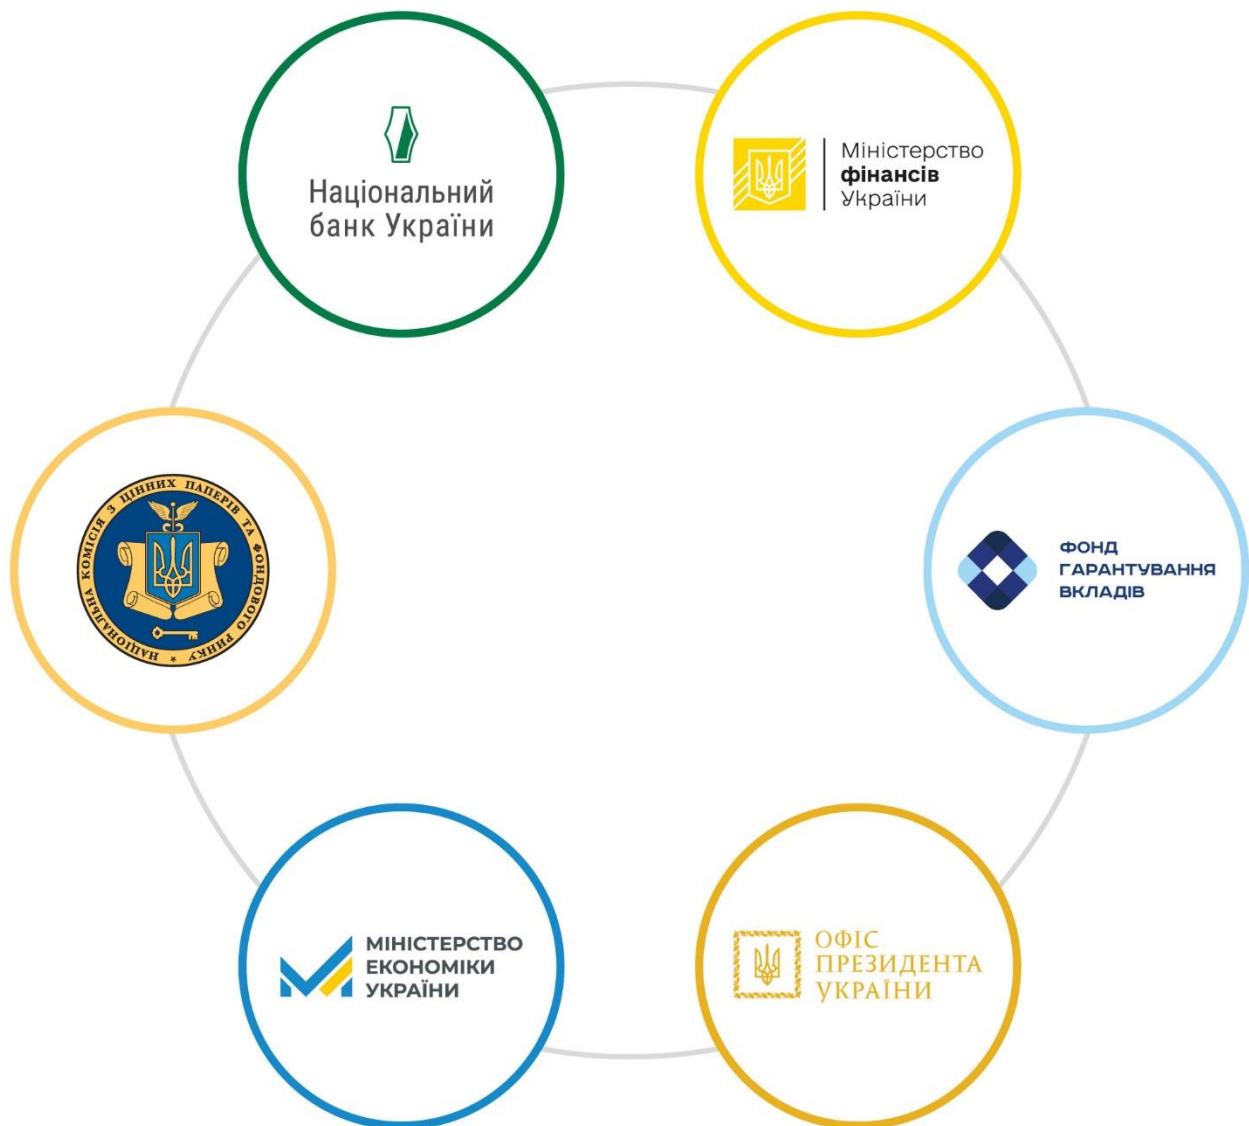 Національний
банк України
Міністерство
фінансів
України
НАЦІОНАЛЬНА КОМІСІЯ З ЦІННИХ ПАПЕРІВ ТА ФОНДОВОГО РИНКУ *
ФОНД
ГАРАНТУВАННЯ
ВКЛАДІВ
МІНІСТЕРСТВО
ЕКОНОМІКИ
УКРАЇНИ
ОФІС
ПРЕЗИДЕНТА
УКРАЇНИ